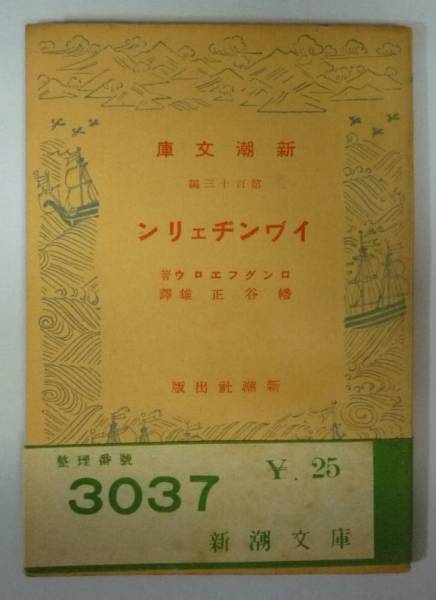 新潮文庫
第百十三編
イヴンヂェリン
ロングフエロウ著
幡谷正雄譯
新潮社出版
整理番號
¥.25
3037
新潮文庫